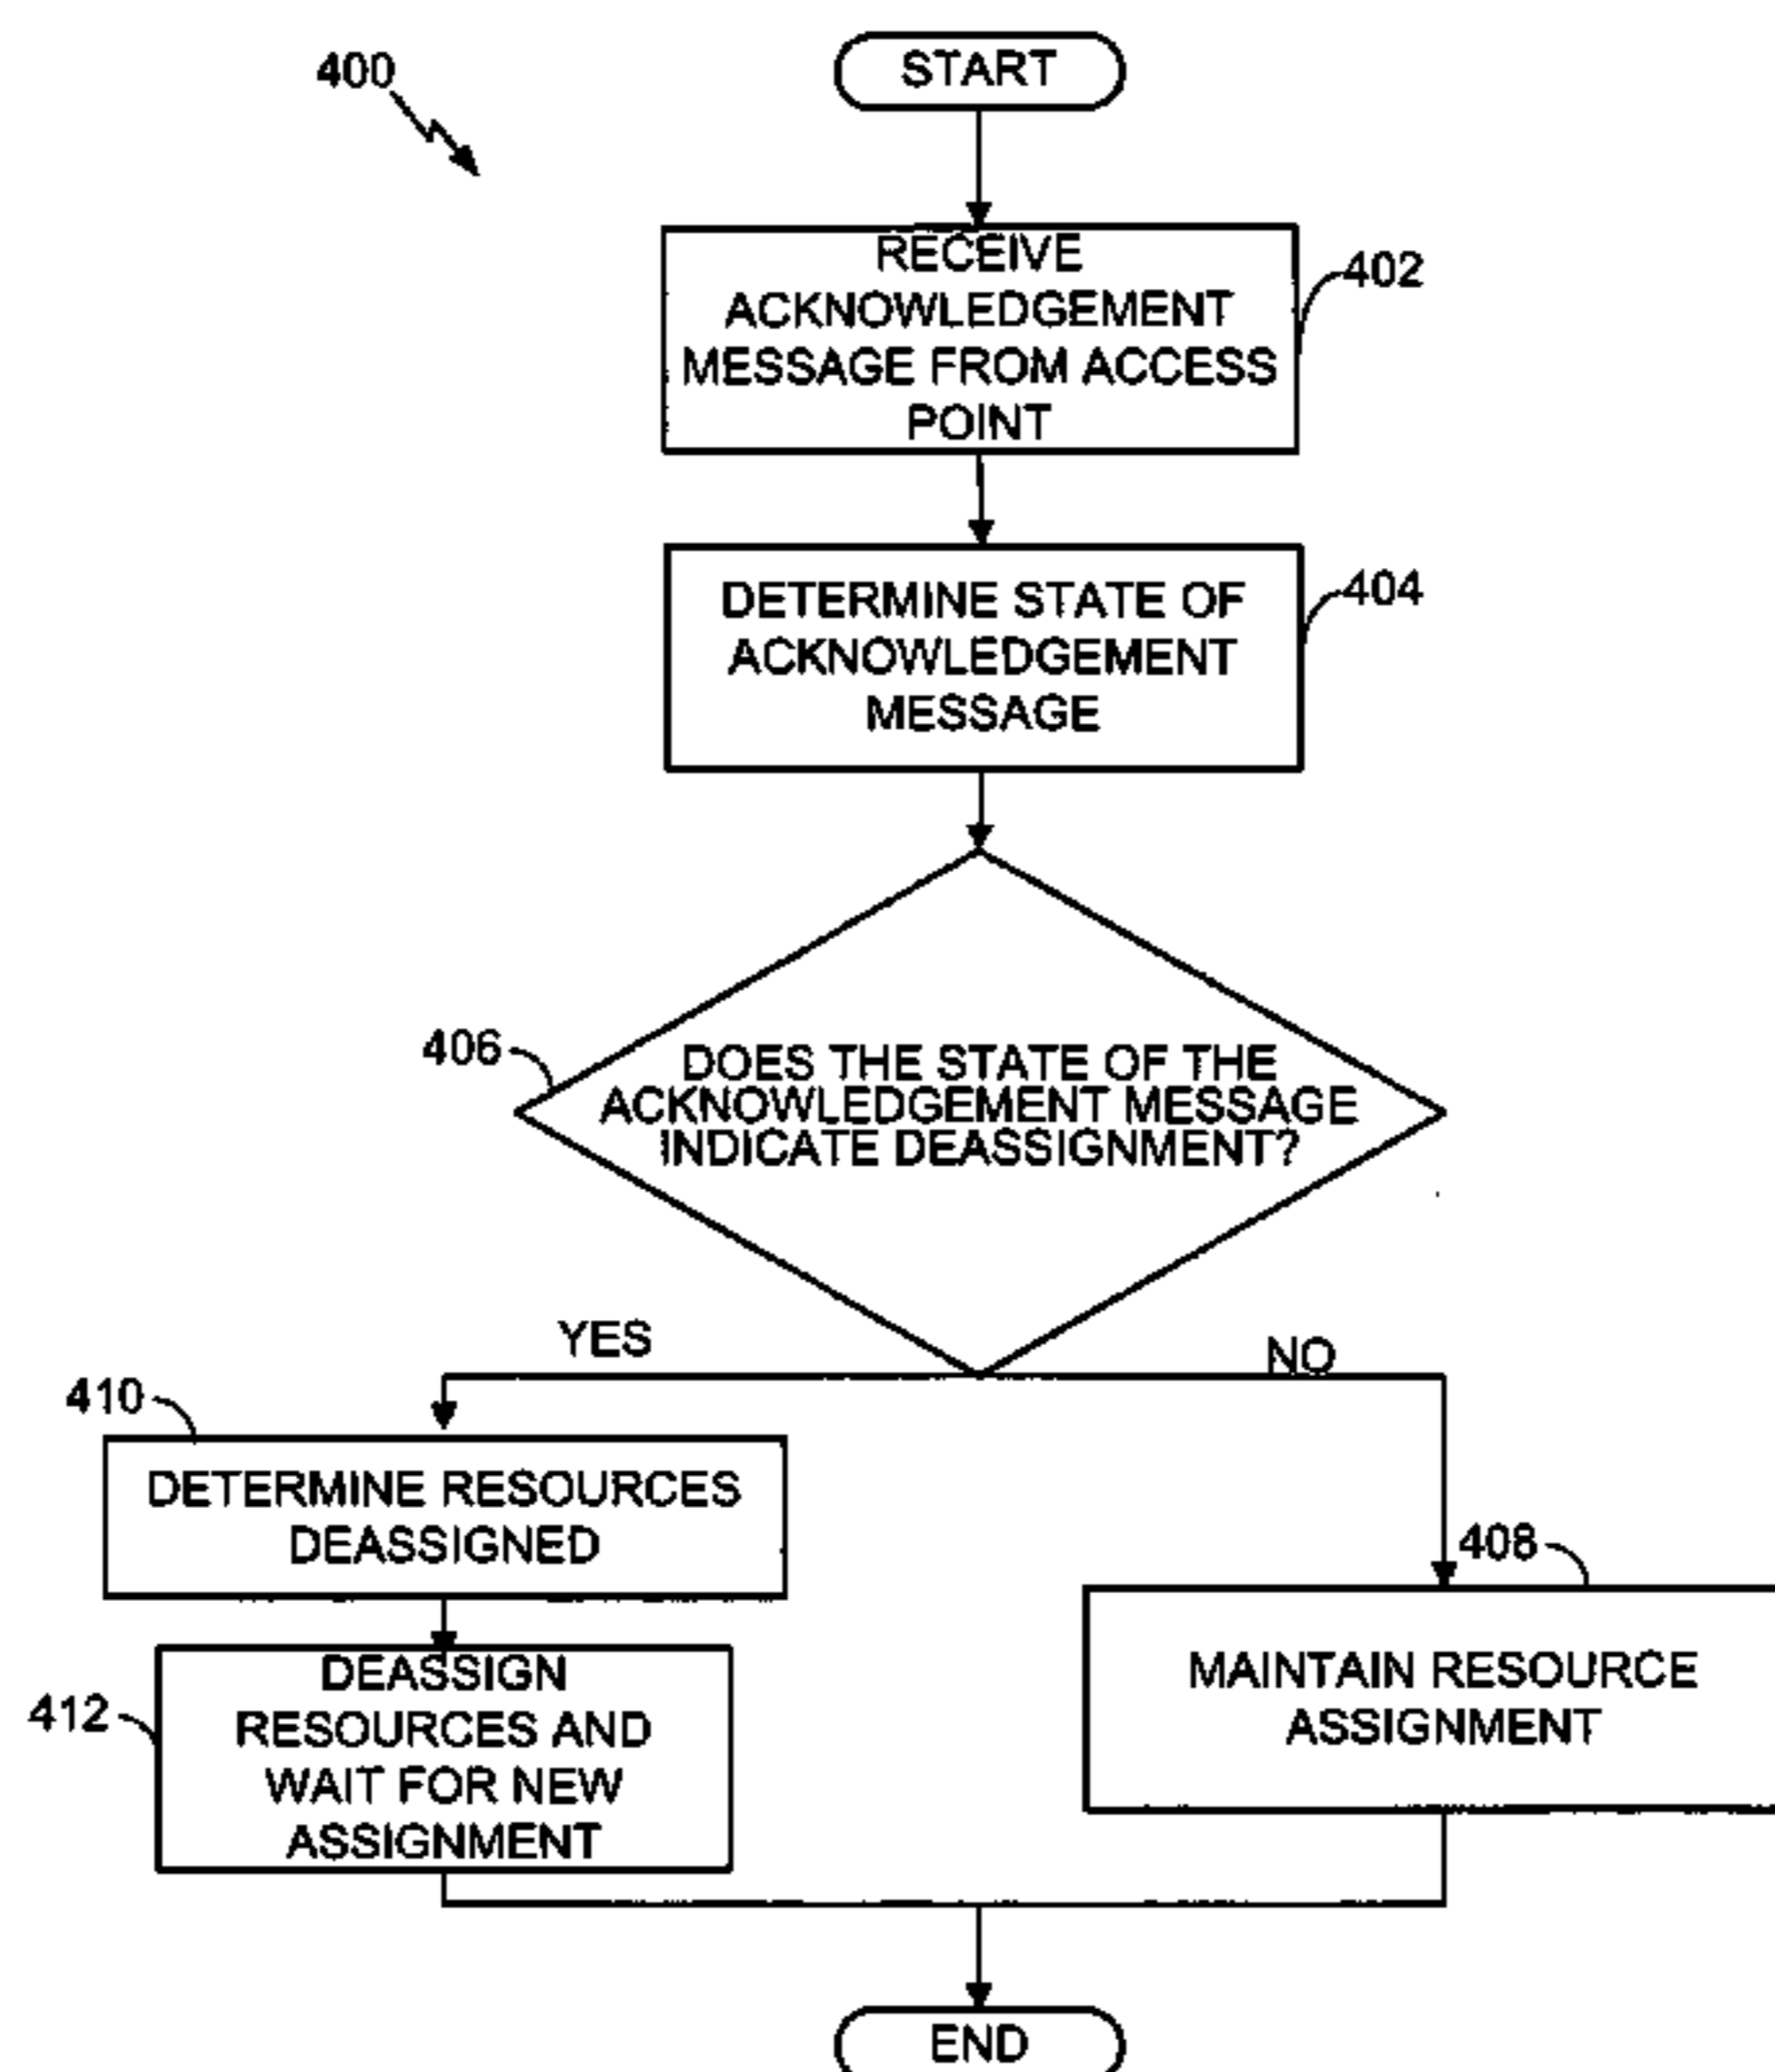 400
START
RECEIVE
ACKNOWLEDGEMENT
MESSAGE FROM ACCESS
POINT
402
DETERMINE STATE OF
ACKNOWLEDGEMENT
MESSAGE
404
406
DOES THE STATE OF THE
ACKNOWLEDGEMENT MESSAGE
INDICATE DEASSIGNMENT?
YES
NO
410
DETERMINE RESOURCES
DEASSIGNED
408
MAINTAIN RESOURCE
ASSIGNMENT
412
DEASSIGN
RESOURCES AND
WAIT FOR NEW
ASSIGNMENT
END